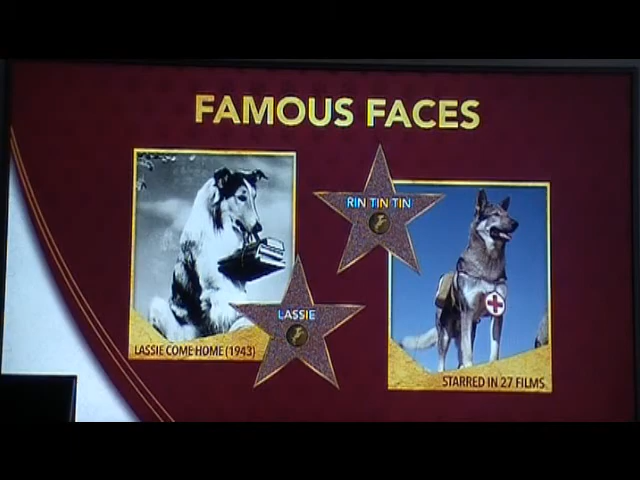 FAMOUS FACES
RIN TIN TIN
LASSIE
LASSIE COME HOME (1943)
STARRED IN 27 FILMS